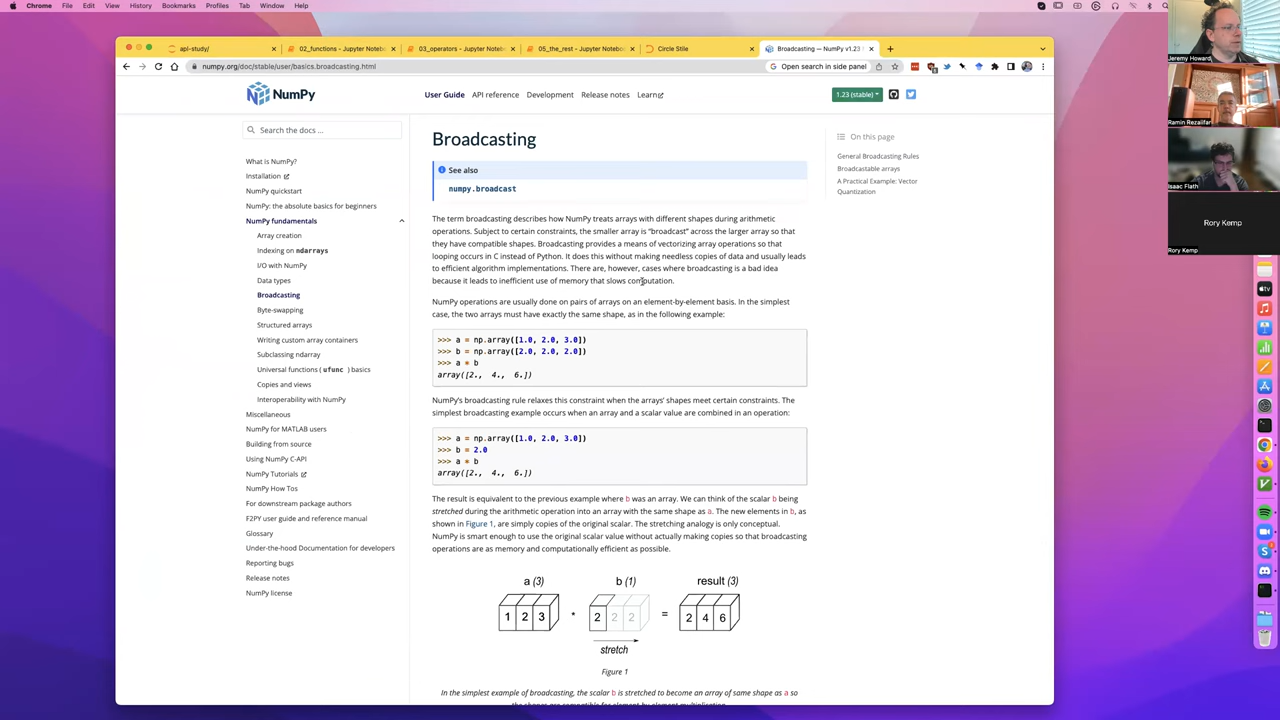 Chrome File Edit View History Bookmarks Profiles Tab Window Help
apl-study/
02_functions - Jupyter Notebo
03_operators - Jupyter Notebo
05_the_rest - Jupyter Notebo
Circle Stile
Broadcasting — NumPy v1.23
numpy.org/doc/stable/user/basics.broadcasting.html
Open search in side panel
NumPy
User Guide API reference Development Release notes Learn
1.23 (stable)
Search the docs ...
What is NumPy?
Installation
NumPy quickstart
NumPy: the absolute basics for beginners
NumPy fundamentals
Array creation
Indexing on ndarrays
I/O with NumPy
Data types
Broadcasting
Byte-swapping
Structured arrays
Writing custom array containers
Subclassing ndarray
Universal functions ( ufunc ) basics
Copies and views
Interoperability with NumPy
Miscellaneous
NumPy for MATLAB users
Building from source
Using NumPy C-API
NumPy Tutorials
NumPy How Tos
For downstream package authors
F2PY user guide and reference manual
Glossary
Under-the-hood Documentation for developers
Reporting bugs
Release notes
NumPy license
Broadcasting
See also
numpy.broadcast
The term broadcasting describes how NumPy treats arrays with different shapes during arithmetic
operations. Subject to certain constraints, the smaller array is “broadcast” across the larger array so that
they have compatible shapes. Broadcasting provides a means of vectorizing array operations so that
looping occurs in C instead of Python. It does this without making needless copies of data and usually leads
to efficient algorithm implementations. There are, however, cases where broadcasting is a bad idea
because it leads to inefficient use of memory that slows computation.
NumPy operations are usually done on pairs of arrays on an element-by-element basis. In the simplest
case, the two arrays must have exactly the same shape, as in the following example:
>>> a = np.array([1.0, 2.0, 3.0])
>>> b = np.array([2.0, 2.0, 2.0])
>>> a * b
array([2., 4., 6.])
NumPy's broadcasting rule relaxes this constraint when the arrays' shapes meet certain constraints. The
simplest broadcasting example occurs when an array and a scalar value are combined in an operation:
>>> a = np.array([1.0, 2.0, 3.0])
>>> b = 2.0
>>> a * b
array([2., 4., 6.])
The result is equivalent to the previous example where b was an array. We can think of the scalar b being
stretched during the arithmetic operation into an array with the same shape as a. The new elements in b, as
shown in Figure 1, are simply copies of the original scalar. The stretching analogy is only conceptual.
NumPy is smart enough to use the original scalar value without actually making copies so that broadcasting
operations are as memory and computationally efficient as possible.
a (3) b (1) result (3)
1 2 3 * 2 2 2 = 2 4 6
stretch
Figure 1
In the simplest example of broadcasting, the scalar b is stretched to become an array of same shape as a so
On this page
General Broadcasting Rules
Broadcastable arrays
A Practical Example: Vector
Quantization
Jeremy Howard
Ramin Rezaiifar
Isaac Flath
Rory Kemp
Rory Kemp